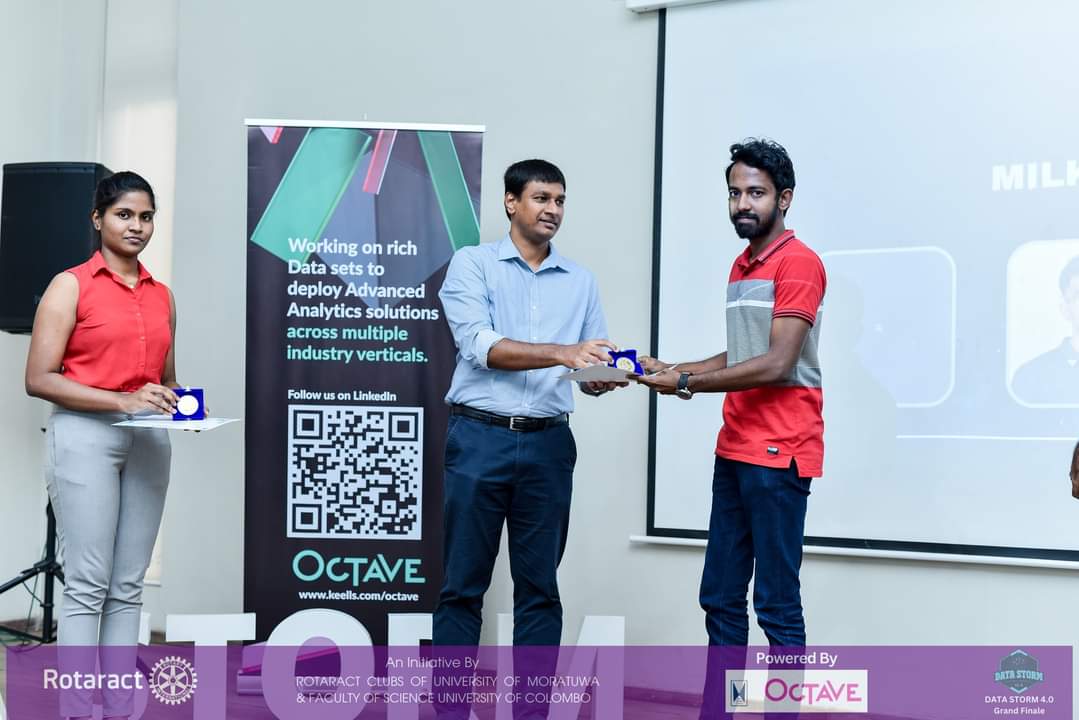 MILK
Working on rich
Data sets to
deploy Advanced
Analytics solutions
across multiple
industry verticals.
Follow us on LinkedIn
OCTAVE
www.keells.com/octave
STORM
Rotaract
An Initiative By
ROTARACT CLUBS OF UNIVERSITY OF MORATUWA
& FACULTY OF SCIENCE UNIVERSITY OF COLOMBO
Powered By
OCTAVE
DATA STORM
DATA STORM 4.0
Grand Finale